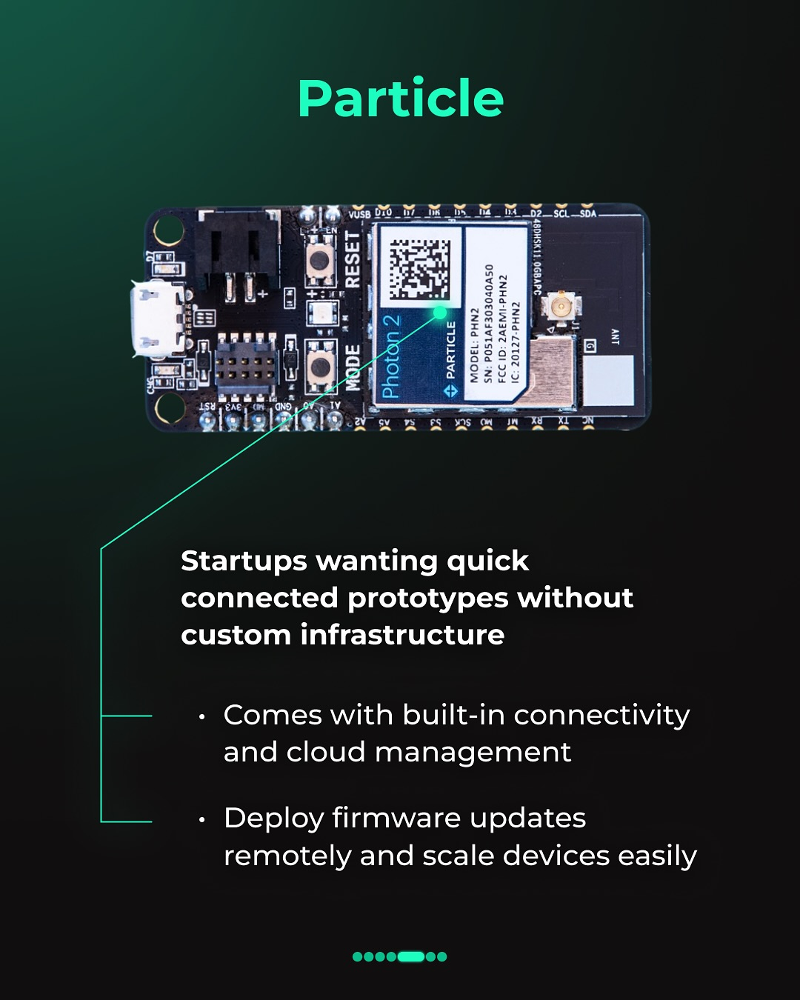 Particle
VUSB D10 D7 D6 D5 D4 D3 D2 SCL SDA
EN
D7
RESET
MODE
Photon 2
PARTICLE
MODEL: PHN2
SN: P051AF303040A50
FCC ID: 2AEMI-PHN2
IC: 20127-PHN2
ANT
G
RST 3V3 MD GND A0 A1 A2 A5 S4 S3 SCK MO MI RX TX NC
Startups wanting quick
connected prototypes without
custom infrastructure
• Comes with built-in connectivity
and cloud management
• Deploy firmware updates
remotely and scale devices easily